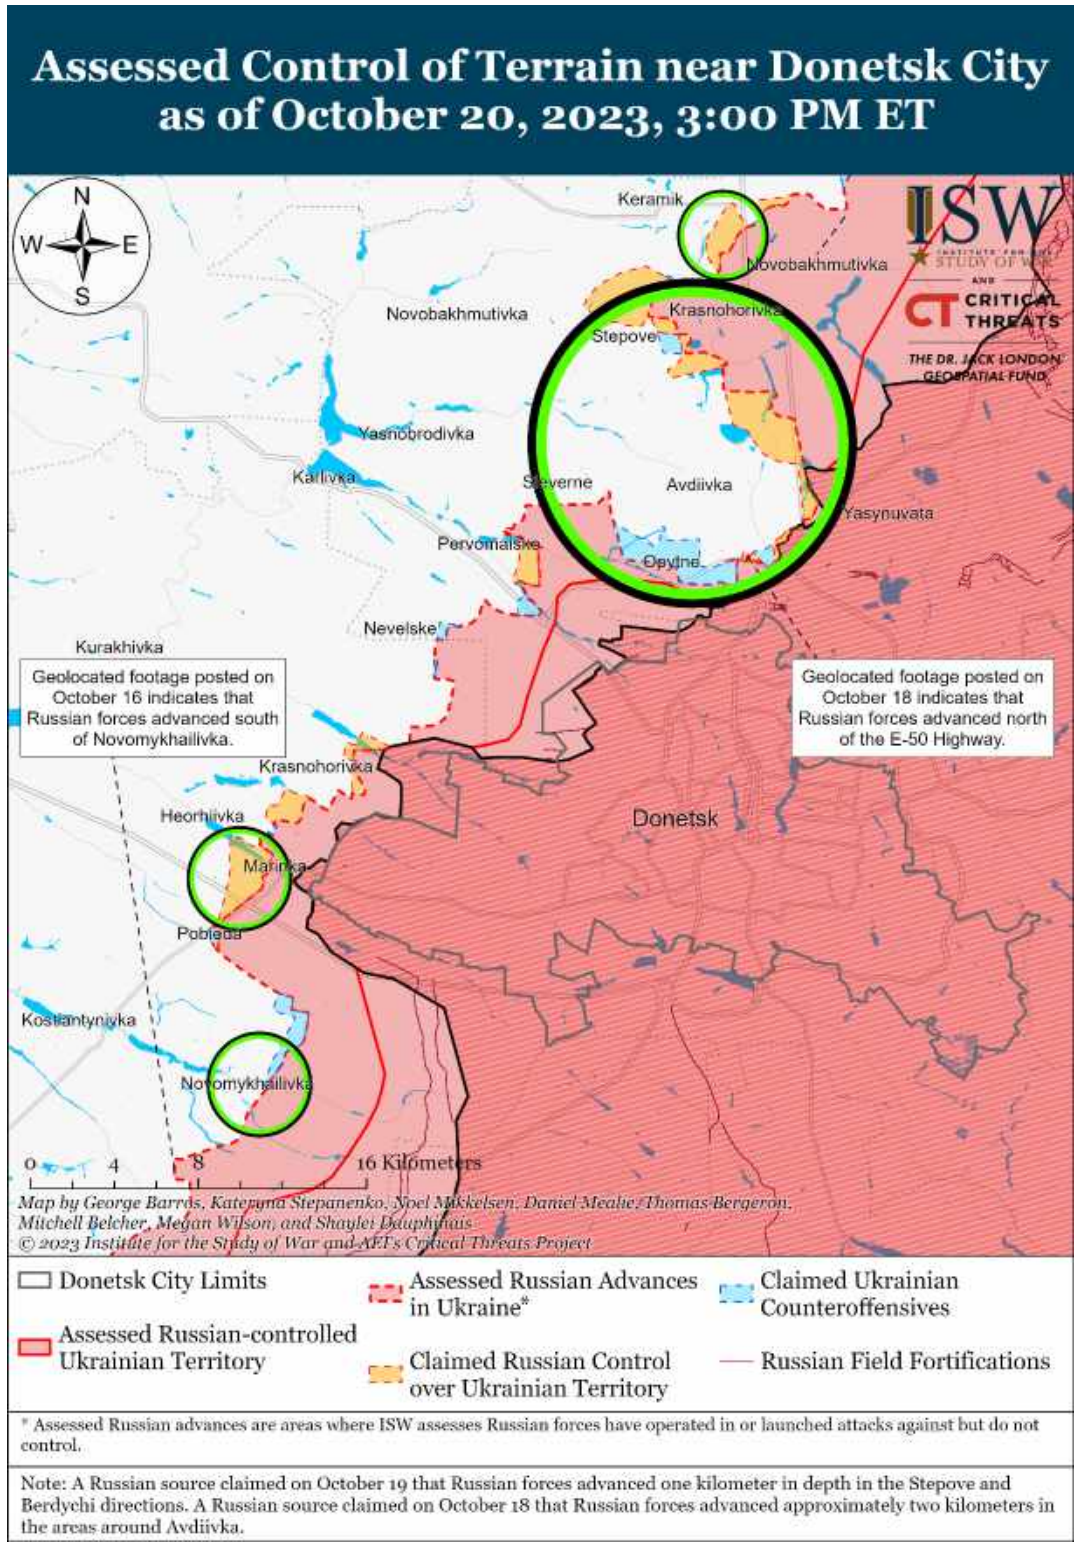 Assessed Control of Terrain near Donetsk City
as of October 20, 2023, 3:00 PM ET
N
W
E
S
Keramik
ISW
INSTITUTE FOR THE
STUDY OF WAR
AND
CT CRITICAL
THREATS
THE DR. JACK LONDON
GEOSPATIAL FUND
Novobakhmutivka
Novobakhmutivka
Krasnohorivka
Stepove
Yasnobrodivka
Karlivka
Sieverne
Avdiivka
Yasynuvata
Pervomaiske
Opytne
Nevelske
Kurakhivka
Geolocated footage posted on
October 16 indicates that
Russian forces advanced south
of Novomykhailivka.
Geolocated footage posted on
October 18 indicates that
Russian forces advanced north
of the E-50 Highway.
Krasnohorivka
Heorhiivka
Donetsk
Marinka
Pobieda
Kostiantynivka
Novomykhailivka
0 4 8 16 Kilometers
Map by George Barros, Kateryna Stepanenko, Noel Mikkelsen, Daniel Mealie, Thomas Bergeron,
Mitchell Belcher, Megan Wilson, and Shaylei Dauphinais
© 2023 Institute for the Study of War and AEI's Critical Threats Project
Donetsk City Limits
Assessed Russian-controlled
Ukrainian Territory
Assessed Russian Advances
in Ukraine*
Claimed Russian Control
over Ukrainian Territory
Claimed Ukrainian
Counteroffensives
Russian Field Fortifications
* Assessed Russian advances are areas where ISW assesses Russian forces have operated in or launched attacks against but do not
control.
Note: A Russian source claimed on October 19 that Russian forces advanced one kilometer in depth in the Stepove and
Berdychi directions. A Russian source claimed on October 18 that Russian forces advanced approximately two kilometers in
the areas around Avdiivka.